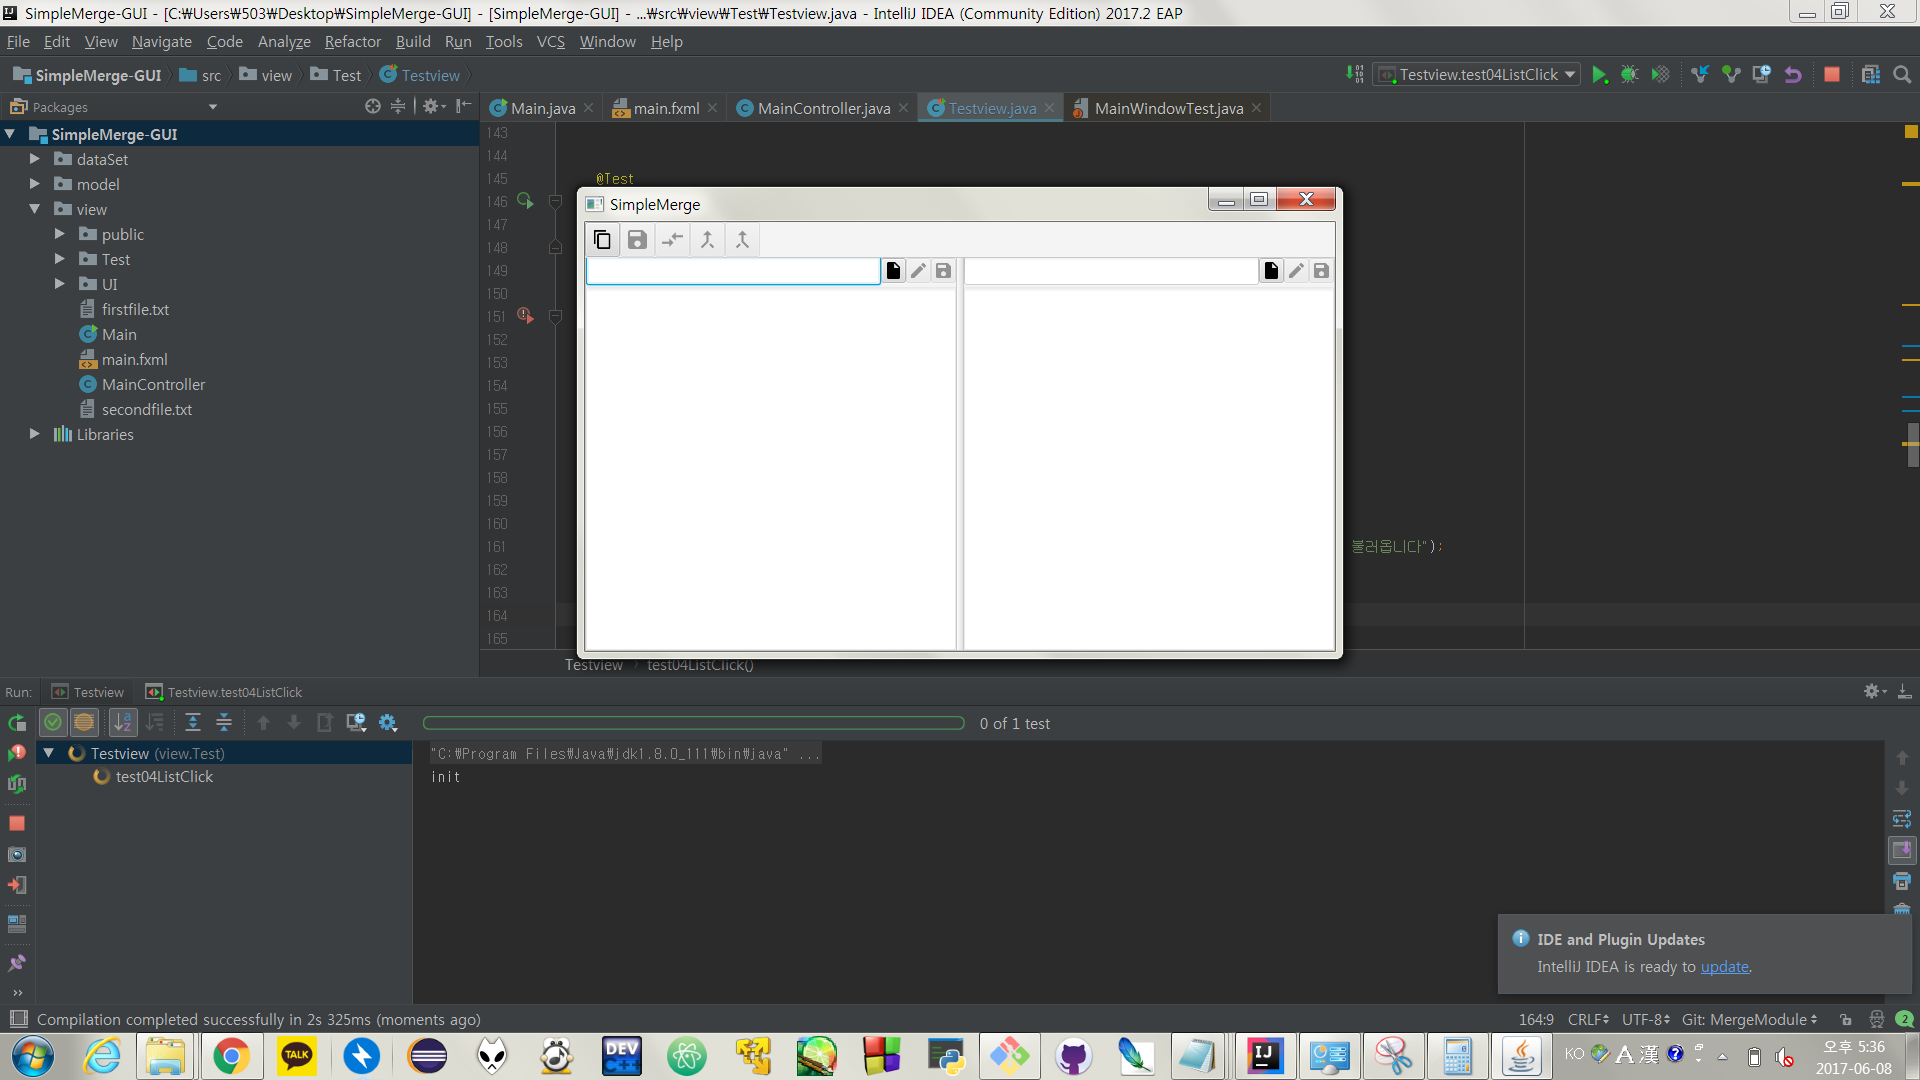 SimpleMerge-GUI - [C:₩Users₩503₩Desktop₩SimpleMerge-GUI] - [SimpleMerge-GUI] - ...₩src₩view₩Test₩Testview.java - IntelliJ IDEA (Community Edition) 2017.2 EAP
File Edit View Navigate Code Analyze Refactor Build Run Tools VCS Window Help
SimpleMerge-GUI src view Test Testview
Testview.test04ListClick
Packages
Main.java main.fxml MainController.java Testview.java MainWindowTest.java
SimpleMerge-GUI
dataSet
model
view
public
Test
UI
firstfile.txt
Main
main.fxml
MainController
secondfile.txt
Libraries
143
144
145 @Test
146
147
148
149
150
151
152
153
154
155
156
157
158
159
160
161 불러옵니다");
162
163
164
165
SimpleMerge
Testview test04ListClick()
Run: Testview Testview.test04ListClick
0 of 1 test
Testview (view.Test)
test04ListClick
"C:₩Program Files₩Java₩jdk1.8.0_111₩bin₩java" ...
init
IDE and Plugin Updates
IntelliJ IDEA is ready to update.
Compilation completed successfully in 2s 325ms (moments ago)
164:9 CRLF UTF-8 Git: MergeModule 2
TALK
DEV C++
IJ
KO A 漢
오후 5:36
2017-06-08